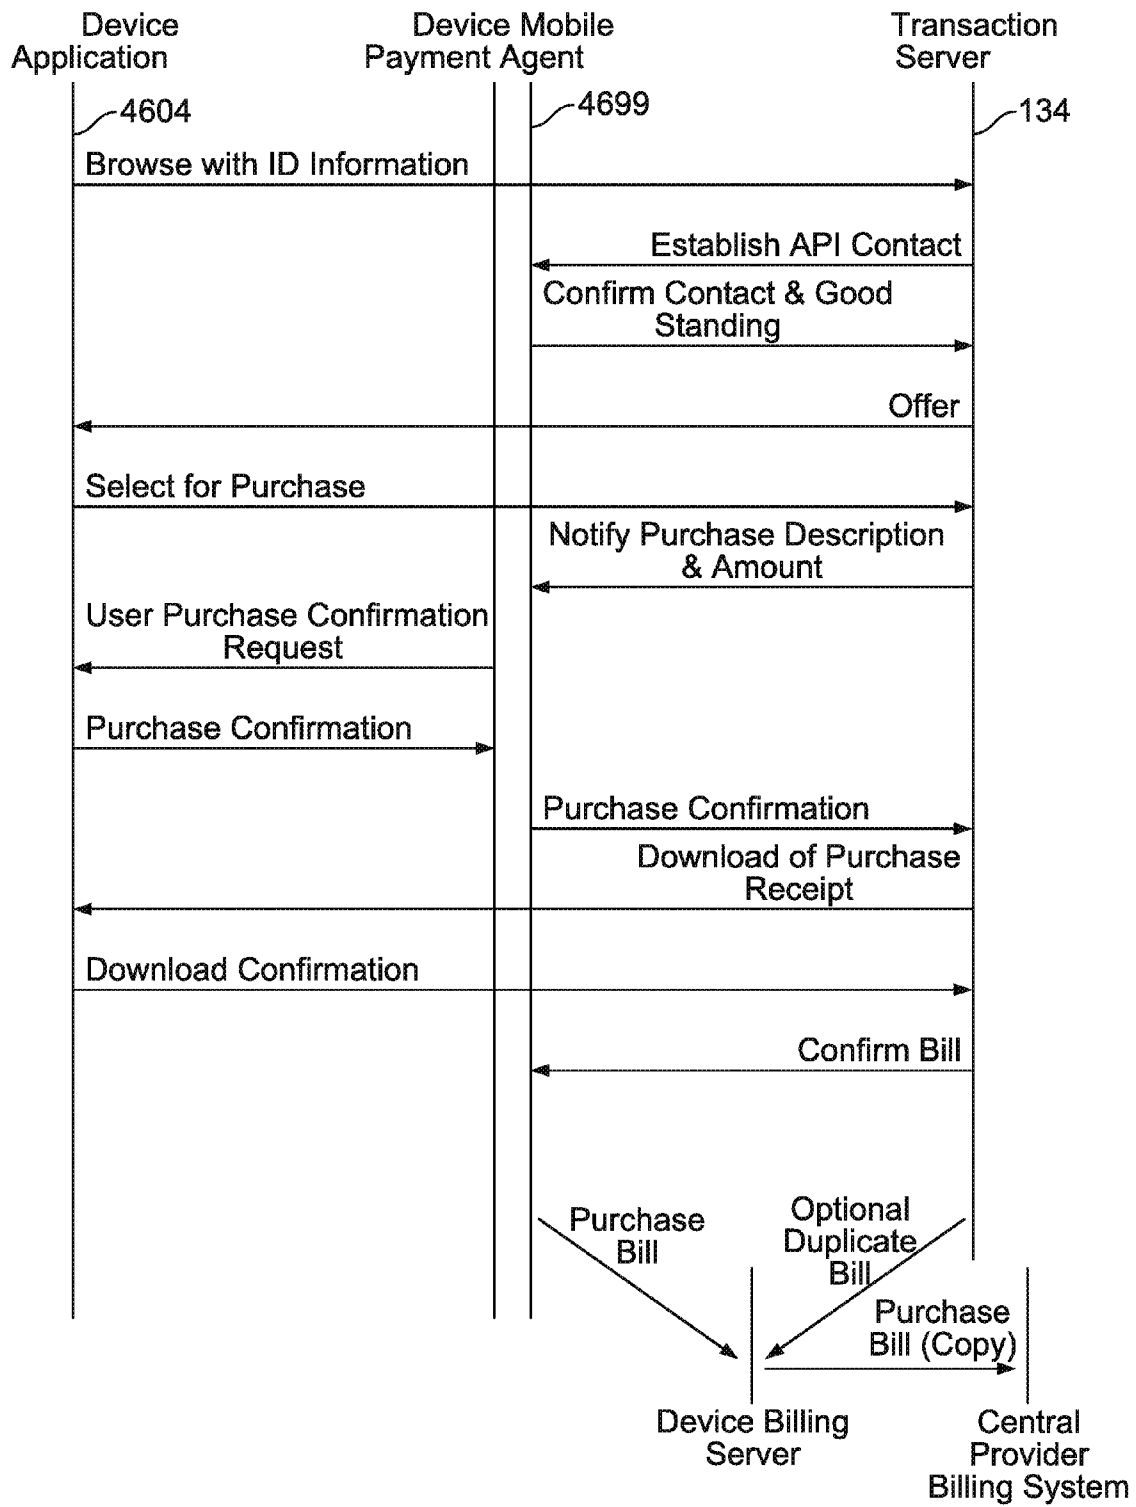 Device
Application
Device Mobile
Payment Agent
Transaction
Server
4604
4699
134
Browse with ID Information
Establish API Contact
Confirm Contact & Good
Standing
Offer
Select for Purchase
Notify Purchase Description
& Amount
User Purchase Confirmation
Request
Purchase Confirmation
Purchase Confirmation
Download of Purchase
Receipt
Download Confirmation
Confirm Bill
Purchase
Bill
Optional
Duplicate
Bill
Purchase
Bill (Copy)
Device Billing
Server
Central
Provider
Billing System